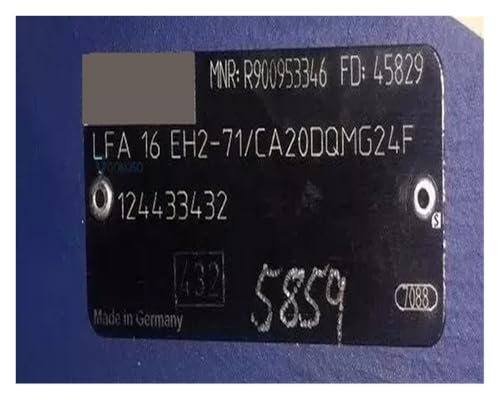 MNR: R900953346 FD: 45829
LFA 16 EH2-71/CA20DQMG24F
124433432
S
432
5859
7088
Made in Germany